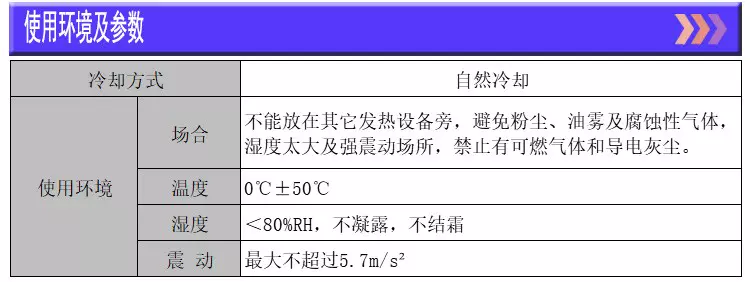 使用环境及参数
冷却方式
自然冷却
使用环境
场合
不能放在其它发热设备旁，避免粉尘、油雾及腐蚀性气体，
湿度太大及强震动场所，禁止有可燃气体和导电灰尘。
温度
0℃±50℃
湿度
＜80%RH，不凝露，不结霜
震 动
最大不超过5.7m/s²